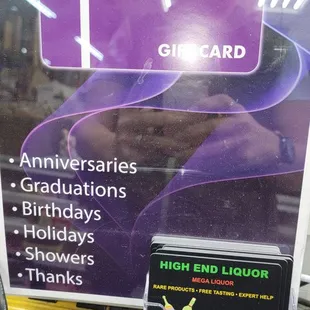 GIFT CARD
• Anniversaries
• Graduations
• Birthdays
• Holidays
• Showers
• Thanks
HIGH END LIQUOR
MEGA LIQUOR
RARE PRODUCTS • FREE TASTING • EXPERT HELP